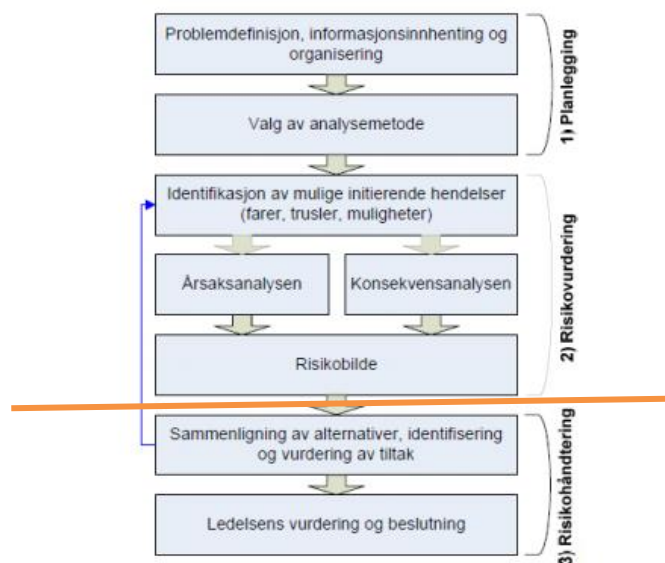 Problemdefinisjon, informasjonsinnhenting og
organisering
Valg av analysemetode
1) Planlegging
Identifikasjon av mulige initierende hendelser
(farer, trusler, muligheter)
Årsaksanalysen
Konsekvensanalysen
Risikobilde
2) Risikovurdering
Sammenligning av alternativer, identifisering
og vurdering av tiltak
Ledelsens vurdering og beslutning
3) Risikohåndtering